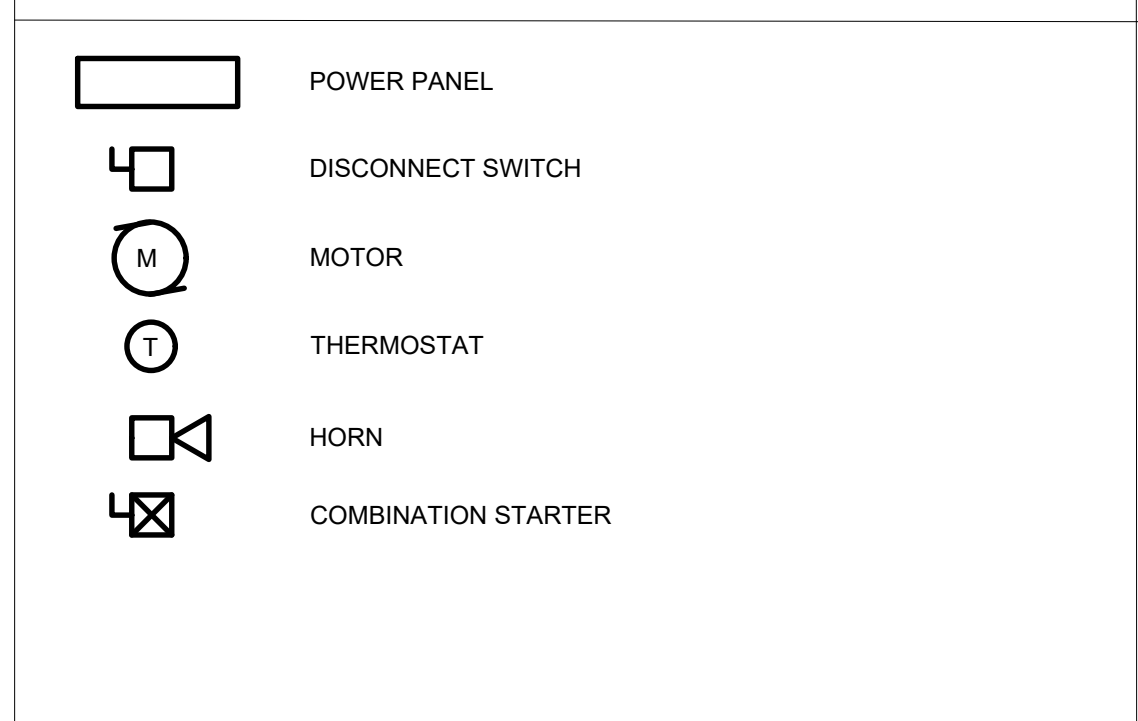 POWER PANEL
DISCONNECT SWITCH
M MOTOR
T THERMOSTAT
HORN
COMBINATION STARTER